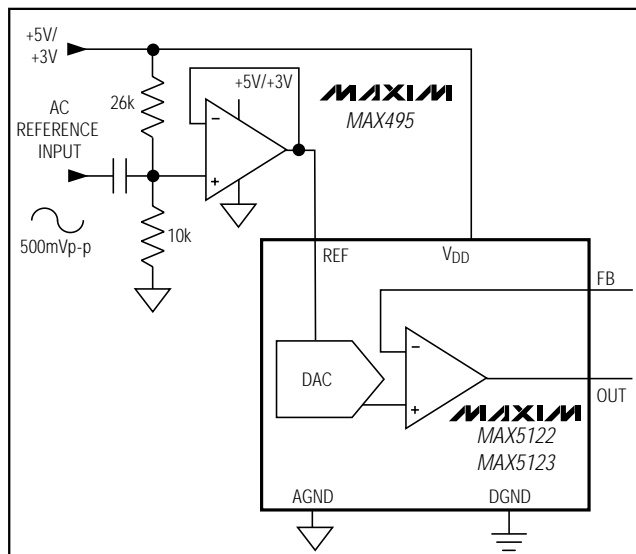 +5V/
+3V
26k
+5V/+3V
MAXIM
MAX495
AC
REFERENCE
INPUT
−
+
500mVp-p
10k
REF
VDD
FB
−
DAC
+
OUT
MAXIM
MAX5122
MAX5123
AGND
DGND